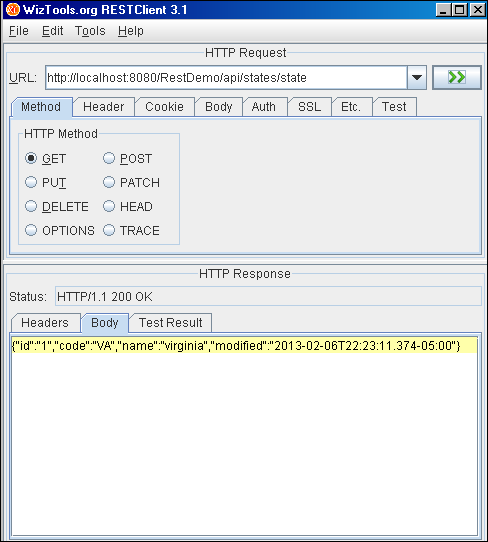 WizTools.org RESTClient 3.1
File Edit Tools Help
HTTP Request
URL: http://localhost:8080/RestDemo/api/states/state
Method Header Cookie Body Auth SSL Etc. Test
HTTP Method
GET POST
PUT PATCH
DELETE HEAD
OPTIONS TRACE
HTTP Response
Status: HTTP/1.1 200 OK
Headers Body Test Result
{"id":"1","code":"VA","name":"virginia","modified":"2013-02-06T22:23:11.374-05:00"}